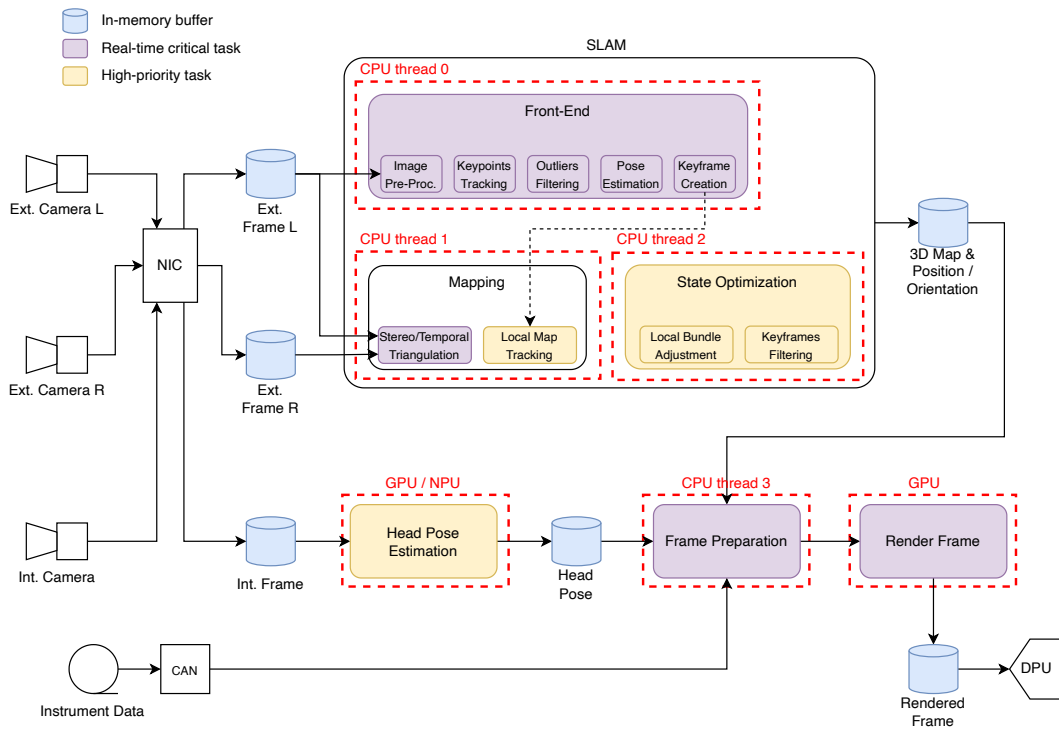 In-memory buffer
Real-time critical task
High-priority task
SLAM
CPU thread 0
Front-End
Image
Pre-Proc.
Keypoints
Tracking
Outliers
Filtering
Pose
Estimation
Keyframe
Creation
Ext. Camera L
Ext.
Frame L
NIC
CPU thread 1
Mapping
Stereo/Temporal
Triangulation
Local Map
Tracking
CPU thread 2
State Optimization
Local Bundle
Adjustment
Keyframes
Filtering
3D Map &
Position /
Orientation
Ext. Camera R
Ext.
Frame R
GPU / NPU
Head Pose
Estimation
CPU thread 3
Frame Preparation
GPU
Render Frame
Int. Camera
Int. Frame
Head
Pose
CAN
Instrument Data
Rendered
Frame
DPU